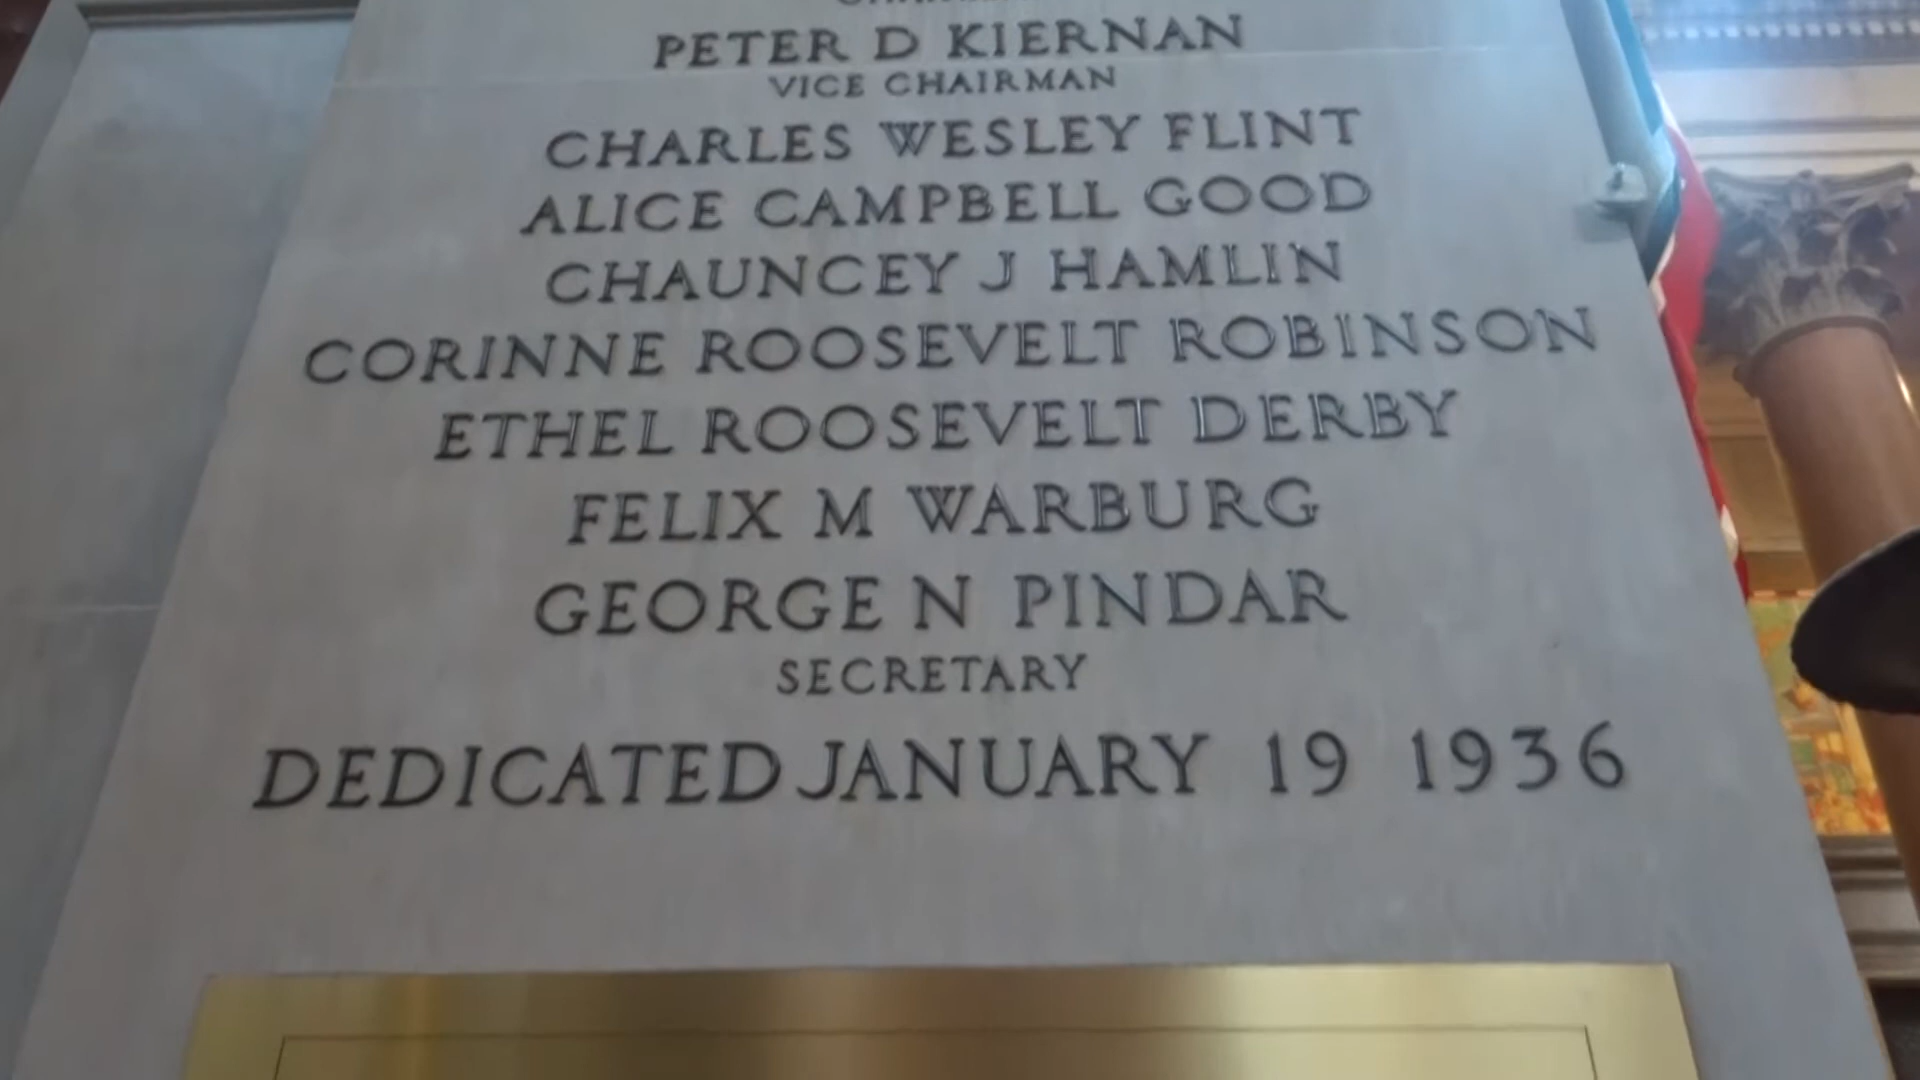 PETER D KIERNAN
VICE CHAIRMAN
CHARLES WESLEY FLINT
ALICE CAMPBELL GOOD
CHAUNCEY J HAMLIN
CORINNE ROOSEVELT ROBINSON
ETHEL ROOSEVELT DERBY
FELIX M WARBURG
GEORGE N PINDAR
SECRETARY
DEDICATED JANUARY 19 1936